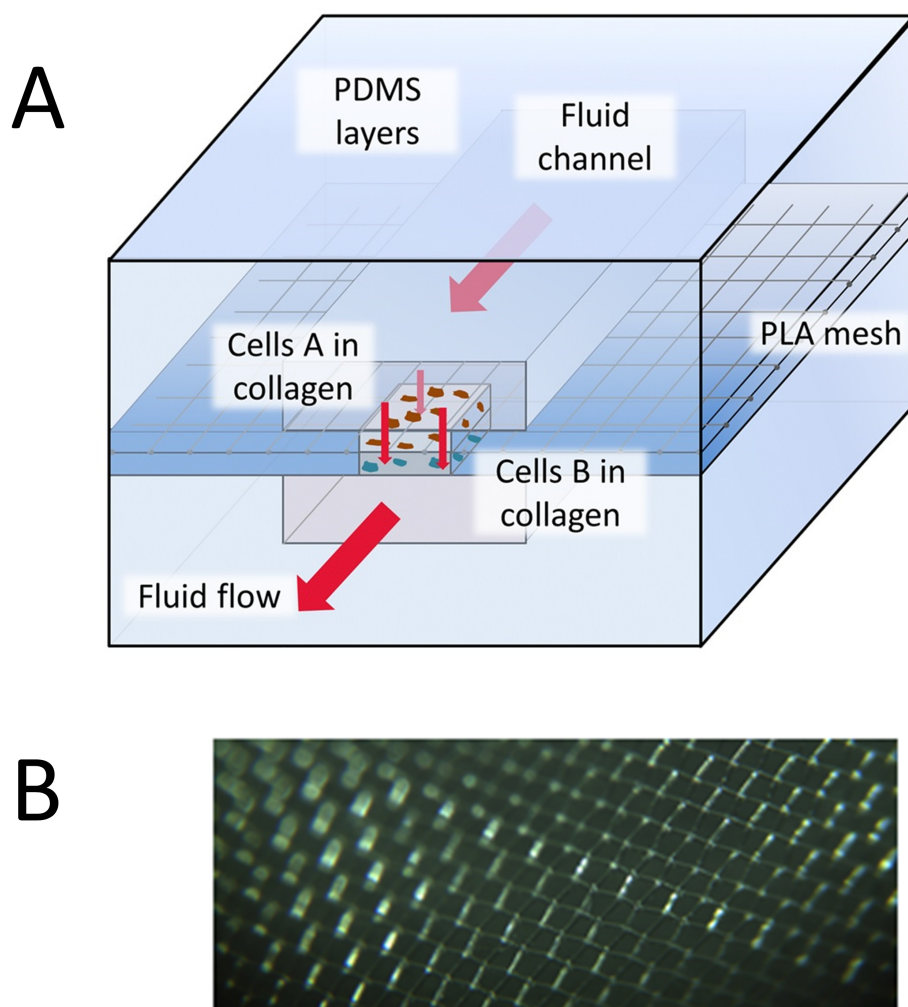 A
PDMS
layers
Fluid
channel
PLA mesh
Cells A in
collagen
Cells B in
collagen
Fluid flow
B